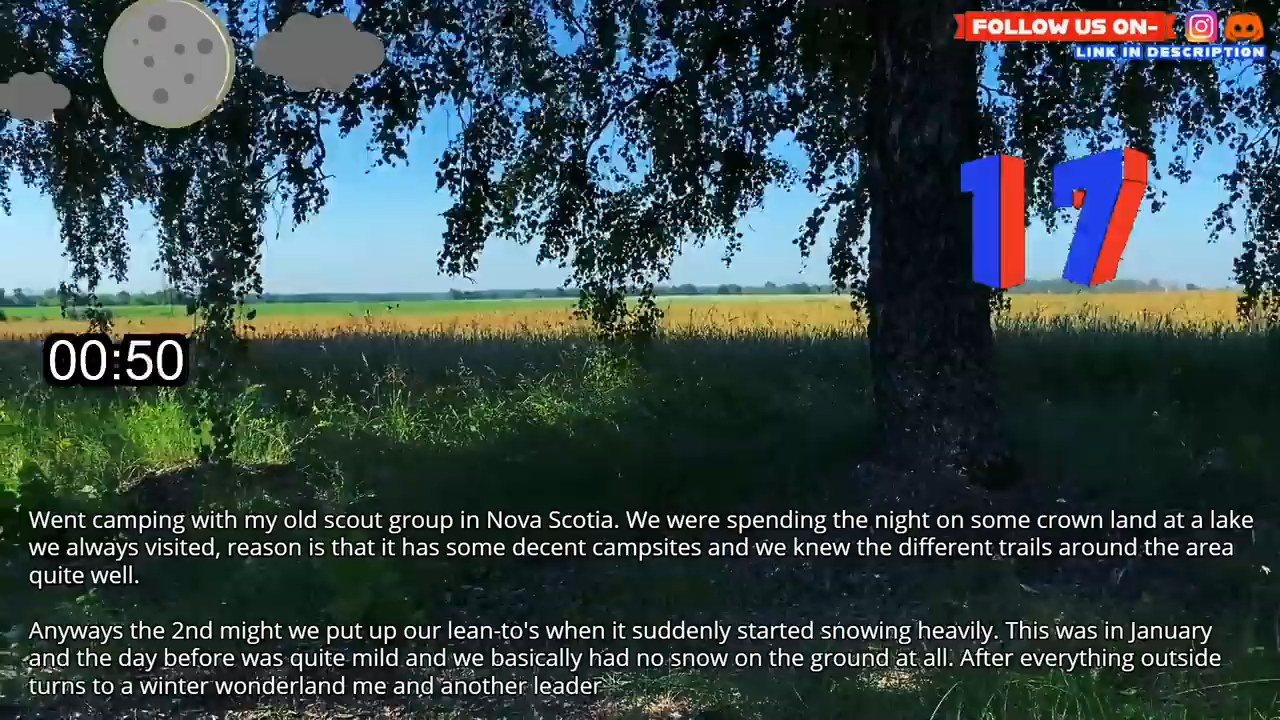 FOLLOW US ON-
LINK IN DESCRIPTION
17
00:50
Went camping with my old scout group in Nova Scotia. We were spending the night on some crown land at a lake
we always visited, reason is that it has some decent campsites and we knew the different trails around the area
quite well.
Anyways the 2nd might we put up our lean-to's when it suddenly started snowing heavily. This was in January
and the day before was quite mild and we basically had no snow on the ground at all. After everything outside
turns to a winter wonderland me and another leader